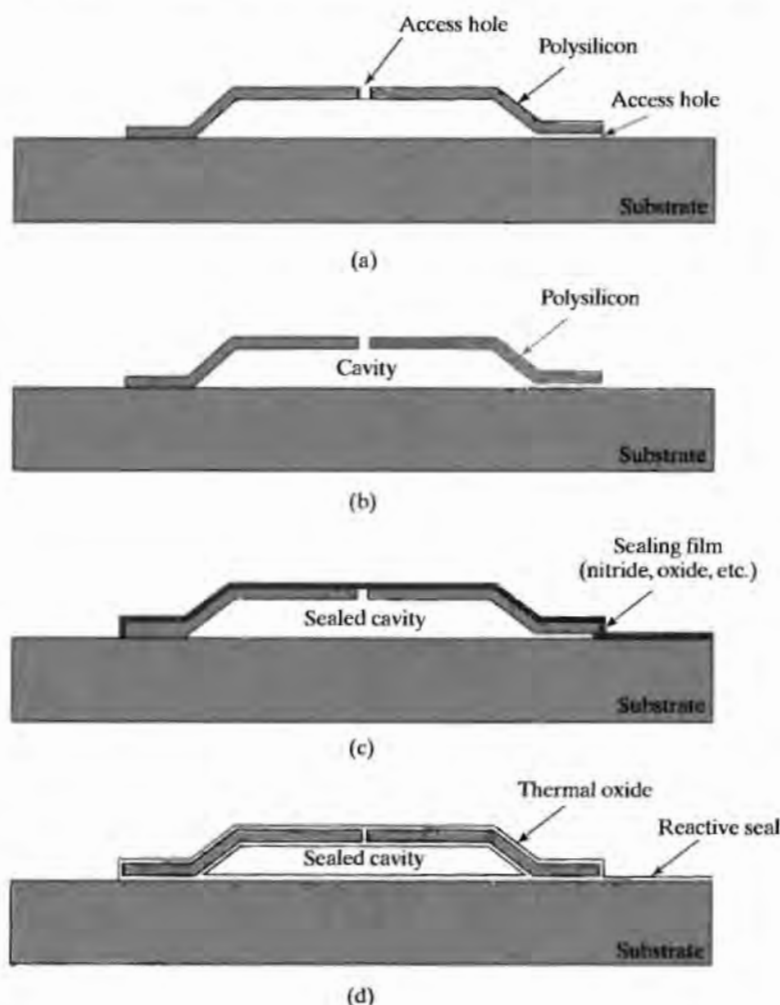 Access hole
Polysilicon
Access hole
Substrate
(a)
Polysilicon
Cavity
Substrate
(b)
Sealing film
(nitride, oxide, etc.)
Sealed cavity
Substrate
(c)
Thermal oxide
Reactive seal
Sealed cavity
Substrate
(d)